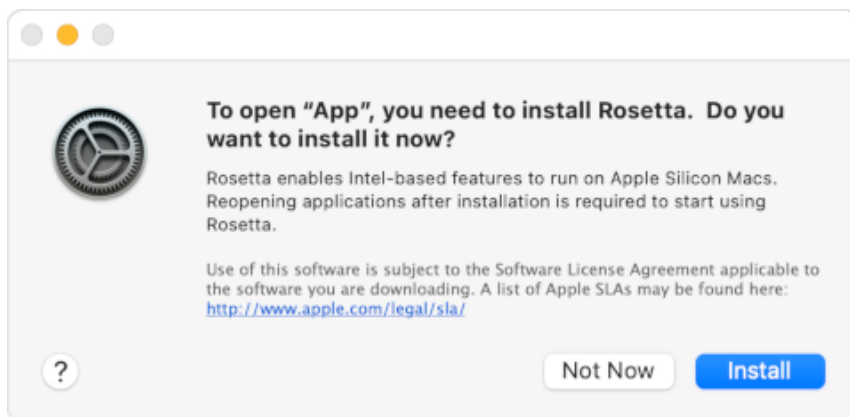 To open “App”, you need to install Rosetta.  Do you
want to install it now?
Rosetta enables Intel-based features to run on Apple Silicon Macs.
Reopening applications after installation is required to start using
Rosetta.
Use of this software is subject to the Software License Agreement applicable to
the software you are downloading. A list of Apple SLAs may be found here:
http://www.apple.com/legal/sla/
?
Not Now
Install